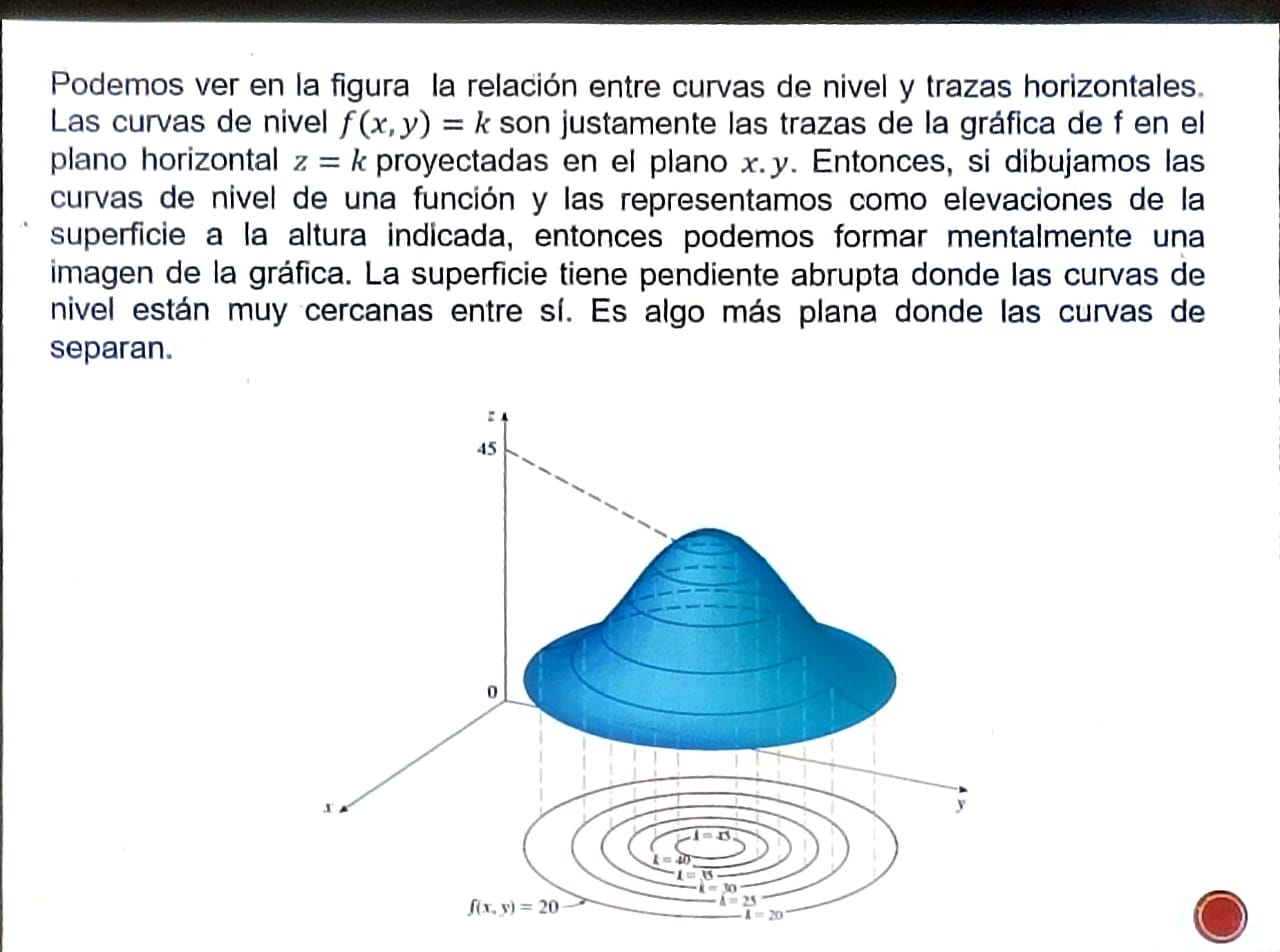 Podemos ver en la figura la relación entre curvas de nivel y trazas horizontales.
Las curvas de nivel f(x, y) = k son justamente las trazas de la gráfica de f en el
plano horizontal z = k proyectadas en el plano x. y. Entonces, si dibujamos las
curvas de nivel de una función y las representamos como elevaciones de la
superficie a la altura indicada, entonces podemos formar mentalmente una
imagen de la gráfica. La superficie tiene pendiente abrupta donde las curvas de
nivel están muy cercanas entre sí. Es algo más plana donde las curvas de
separan.
z
45
0
x
y
k = 45
k = 40
k = 35
k = 30
k = 25
k = 20
f(x, y) = 20